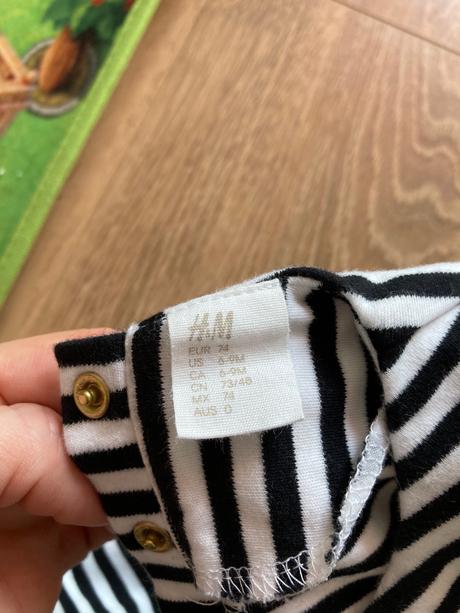 H&M
EUR 74
US 6-9M
CA 6-9M
CN 73/48
MX 74
AUS 0